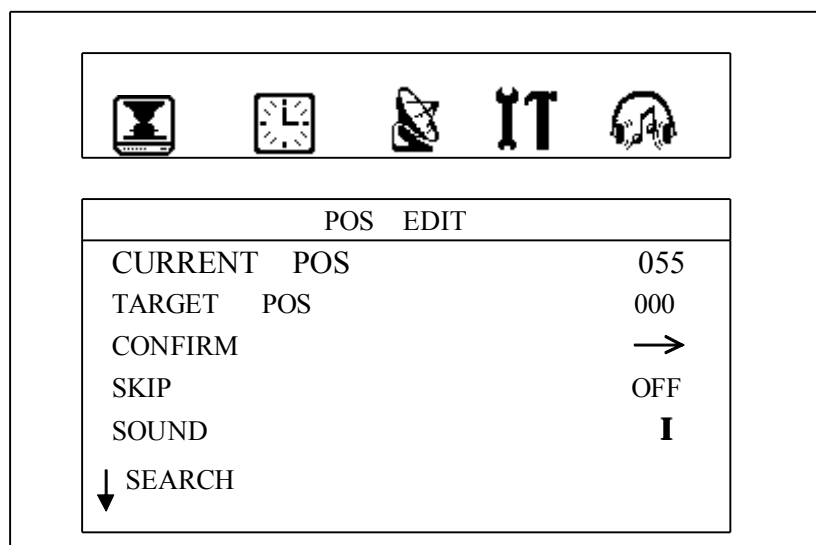 POS EDIT
CURRENT POS 055
TARGET POS 000
CONFIRM →
SKIP OFF
SOUND I
↓ SEARCH